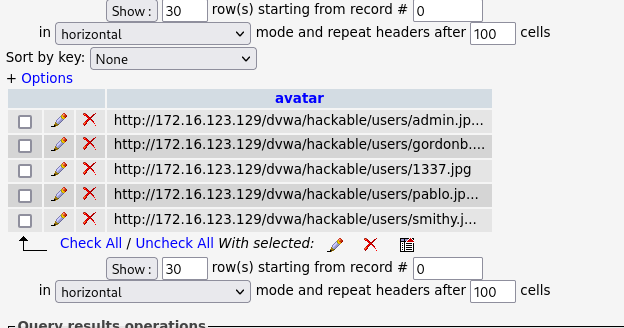 Show : 30 row(s) starting from record # 0
in horizontal mode and repeat headers after 100 cells
Sort by key: None
+ Options
avatar
http://172.16.123.129/dvwa/hackable/users/admin.jp...
http://172.16.123.129/dvwa/hackable/users/gordonb....
http://172.16.123.129/dvwa/hackable/users/1337.jpg
http://172.16.123.129/dvwa/hackable/users/pablo.jp...
http://172.16.123.129/dvwa/hackable/users/smithy.j...
Check All / Uncheck All With selected:
Show : 30 row(s) starting from record # 0
in horizontal mode and repeat headers after 100 cells
Query results operations